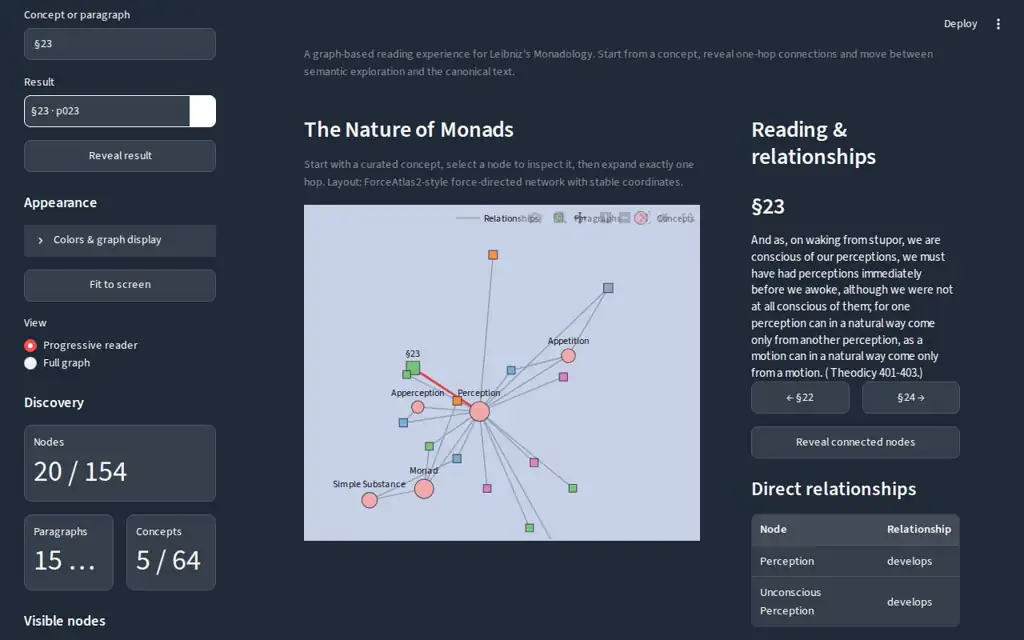 Concept or paragraph
§23
Result
§23 · p023
Reveal result
Appearance
Colors & graph display
Fit to screen
View
Progressive reader
Full graph
Discovery
Nodes
20 / 154
Paragraphs
15 …
Concepts
5 / 64
Visible nodes
Deploy
A graph-based reading experience for Leibniz's Monadology. Start from a concept, reveal one-hop connections and move between
semantic exploration and the canonical text.
The Nature of Monads
Start with a curated concept, select a node to inspect it, then expand exactly one
hop. Layout: ForceAtlas2-style force-directed network with stable coordinates.
Relationships
Paragraphs
Concepts
Appetition
§23
Apperception
Perception
Monad
Simple Substance
Reading &
relationships
§23
And as, on waking from stupor, we are
conscious of our perceptions, we must
have had perceptions immediately
before we awoke, although we were not
at all conscious of them; for one
perception can in a natural way come
only from another perception, as a
motion can in a natural way come only
from a motion. ( Theodicy 401-403.)
← §22
§24 →
Reveal connected nodes
Direct relationships
Node Relationship
Perception develops
Unconscious
Perception develops